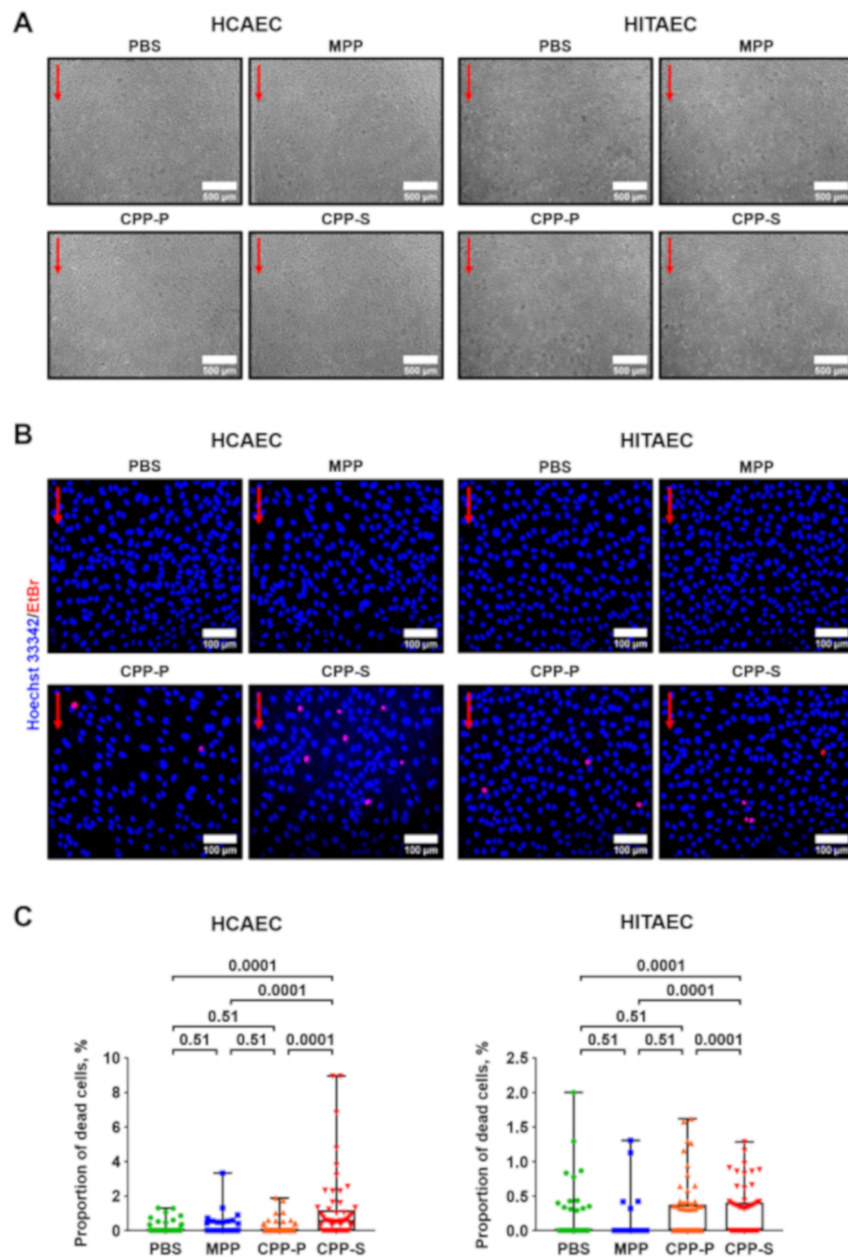 A
HCAEC
HITAEC
PBS
MPP
PBS
MPP
500 µm
500 µm
500 µm
500 µm
CPP-P
CPP-S
CPP-P
CPP-S
500 µm
500 µm
500 µm
500 µm
B
HCAEC
HITAEC
PBS
MPP
PBS
MPP
Hoechst 33342/EtBr
100 µm
100 µm
100 µm
100 µm
CPP-P
CPP-S
CPP-P
CPP-S
100 µm
100 µm
100 µm
100 µm
C
HCAEC
0.0001
0.0001
0.51
0.51 0.51 0.0001
Proportion of dead cells, %
10
8
6
4
2
0
PBS MPP CPP-P CPP-S
HITAEC
0.0001
0.0001
0.51
0.51 0.51 0.0001
Proportion of dead cells, %
2.5
2.0
1.5
1.0
0.5
0.0
PBS MPP CPP-P CPP-S